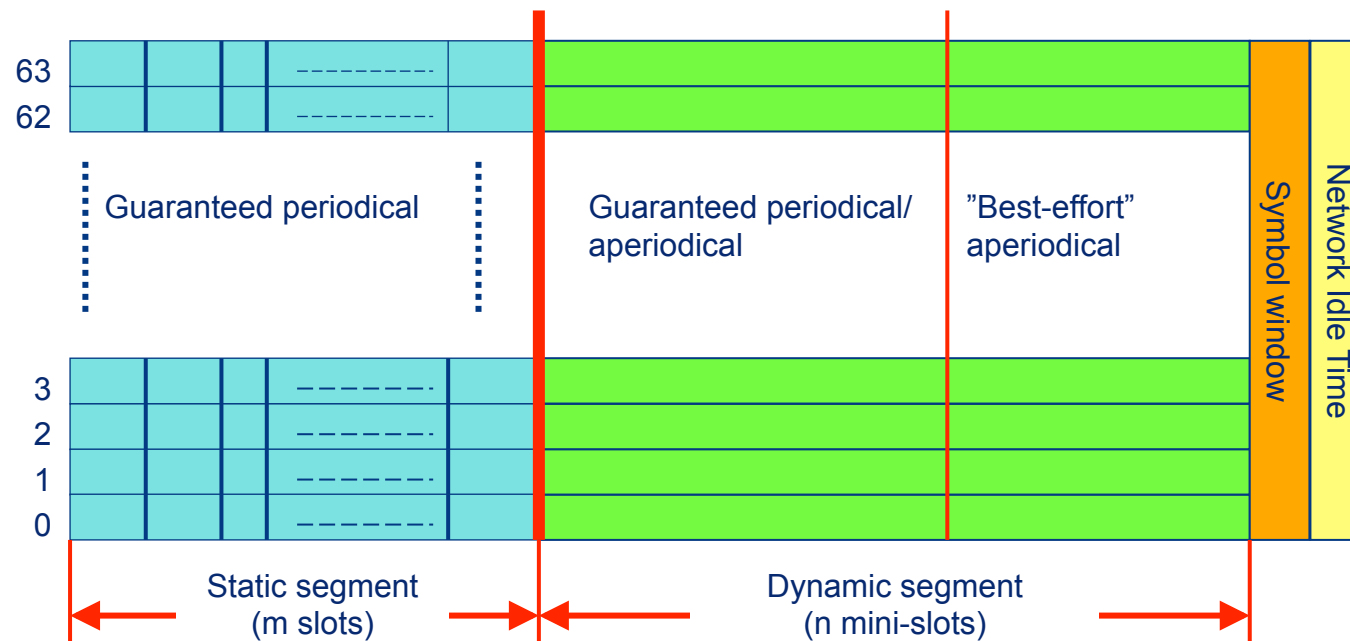 63
62
Guaranteed periodical
Guaranteed periodical/
aperiodical
”Best-effort”
aperiodical
Symbol window
Network Idle Time
3
2
1
0
Static segment
(m slots)
Dynamic segment
(n mini-slots)